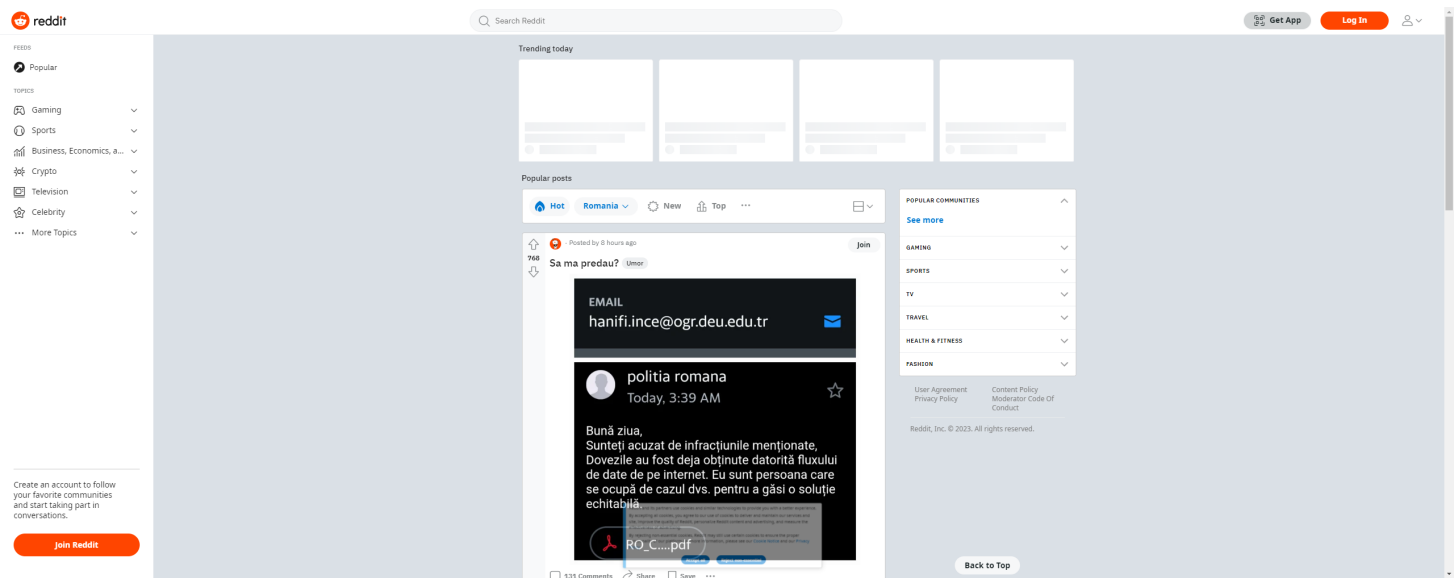 reddit
Search Reddit
Get App
Log In
FEEDS
Popular
TOPICS
Gaming
Sports
Business, Economics, a...
Crypto
Television
Celebrity
More Topics
Create an account to follow
your favorite communities
and start taking part in
conversations.
Join Reddit
Trending today
Popular posts
Hot
Romania
New
Top
768
· Posted by 8 hours ago
Join
Sa ma predau? Umor
EMAIL
hanifi.ince@ogr.deu.edu.tr
politia romana
Today, 3:39 AM
Bună ziua,
Sunteți acuzat de infracțiunile menționate,
Dovezile au fost deja obținute datorită fluxului
de date de pe internet. Eu sunt persoana care
se ocupă de cazul dvs. pentru a găsi o soluție
echitabilă.
RO_C....pdf
131 Comments
Share
Save
POPULAR COMMUNITIES
See more
GAMING
SPORTS
TV
TRAVEL
HEALTH & FITNESS
FASHION
User Agreement
Privacy Policy
Content Policy
Moderator Code Of
Conduct
Reddit, Inc. © 2023. All rights reserved.
Back to Top